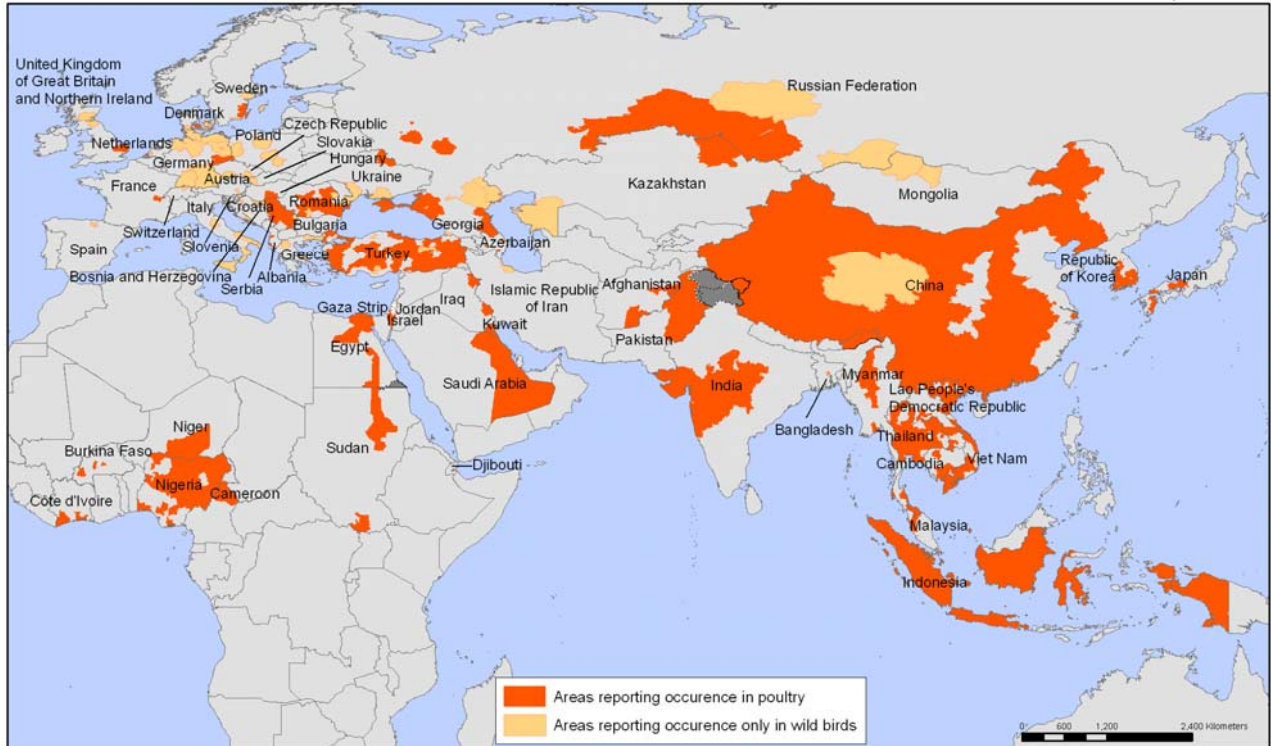 United Kingdom
of Great Britain
and Northern Ireland
Sweden
Russian Federation
Denmark
Czech Republic
Netherlands
Poland
Slovakia
Germany
Hungary
Austria
Ukraine
France
Kazakhstan
Mongolia
Italy
Croatia
Romania
Switzerland
Bulgaria
Georgia
Spain
Slovenia
Azerbaijan
Greece
Turkey
Bosnia and Herzegovina
Albania
Serbia
Republic
of Korea
Japan
China
Afghanistan
Islamic Republic
of Iran
Gaza Strip
Jordan
Iraq
Israel
Kuwait
Pakistan
Egypt
Saudi Arabia
India
Myanmar
Lao People's
Democratic Republic
Bangladesh
Thailand
Niger
Burkina Faso
Sudan
Djibouti
Cambodia
Viet Nam
Nigeria
Cameroon
Côte d'Ivoire
Malaysia
Indonesia
Areas reporting occurence in poultry
Areas reporting occurence only in wild birds
0 600 1,200 2,400 Kilometers